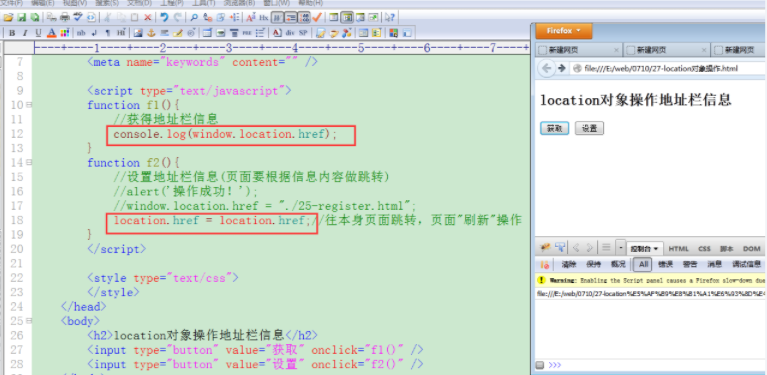 文件(F) 编辑(E) 视图(V) 搜索(S) 文档(D) 工程(P) 工具(T) 浏览器(B) 窗口(W) 帮助(H)
----+----1----+----2----+----3----+----4----+----5----+----6----+----7----+
7 <meta name="keywords" content="" />
8
9 <script type="text/javascript">
10 function f1(){
11 //获得地址栏信息
12 console.log(window.location.href);
13 }
14 function f2(){
15 //设置地址栏信息(页面要根据信息内容做跳转)
16 //alert('操作成功！');
17 //window.location.href = "./25-register.html";
18 location.href = location.href;//往本身页面跳转，页面"刷新"操作
19 }
20 </script>
21
22 <style type="text/css">
23 </style>
24 </head>
25 <body>
26 <h2>location对象操作地址栏信息</h2>
27 <input type="button" value="获取" onclick="f1()" />
28 <input type="button" value="设置" onclick="f2()" />
Firefox
新建网页 × 新建网页 × 新建网页
file:///E:/web/0710/27-location对象操作.html
location对象操作地址栏信息
获取 设置
控制台 HTML CSS 脚本 DOM
清除 保持 概况 All 错误 警告 消息 调试信息
Warning: Enabling the Script panel causes a Firefox slow-down due
file:///E:/web/0710/27-location%E5%AF%B9%E8%B1%A1%E6%93%8D%E4
>>>